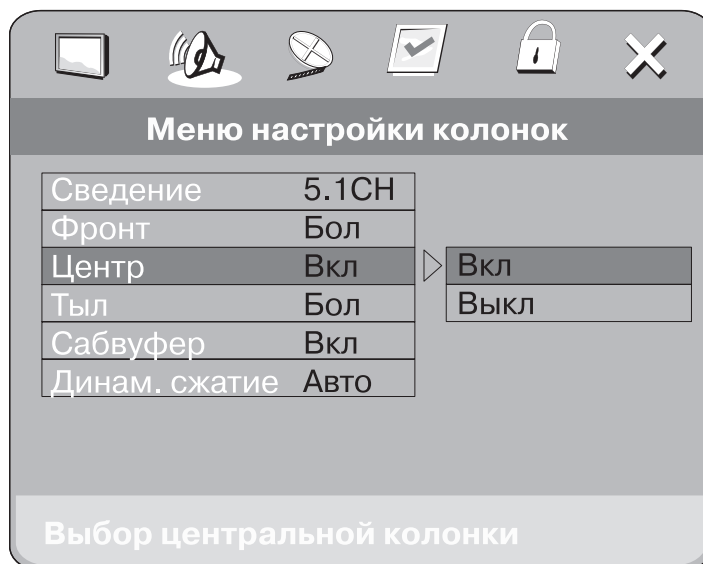 Меню настройки колонок
Сведение 5.1CH
Фронт Бол
Центр Вкл Вкл
Тыл Бол Выкл
Сабвуфер Вкл
Динам. сжатие Авто
Выбор центральной колонки